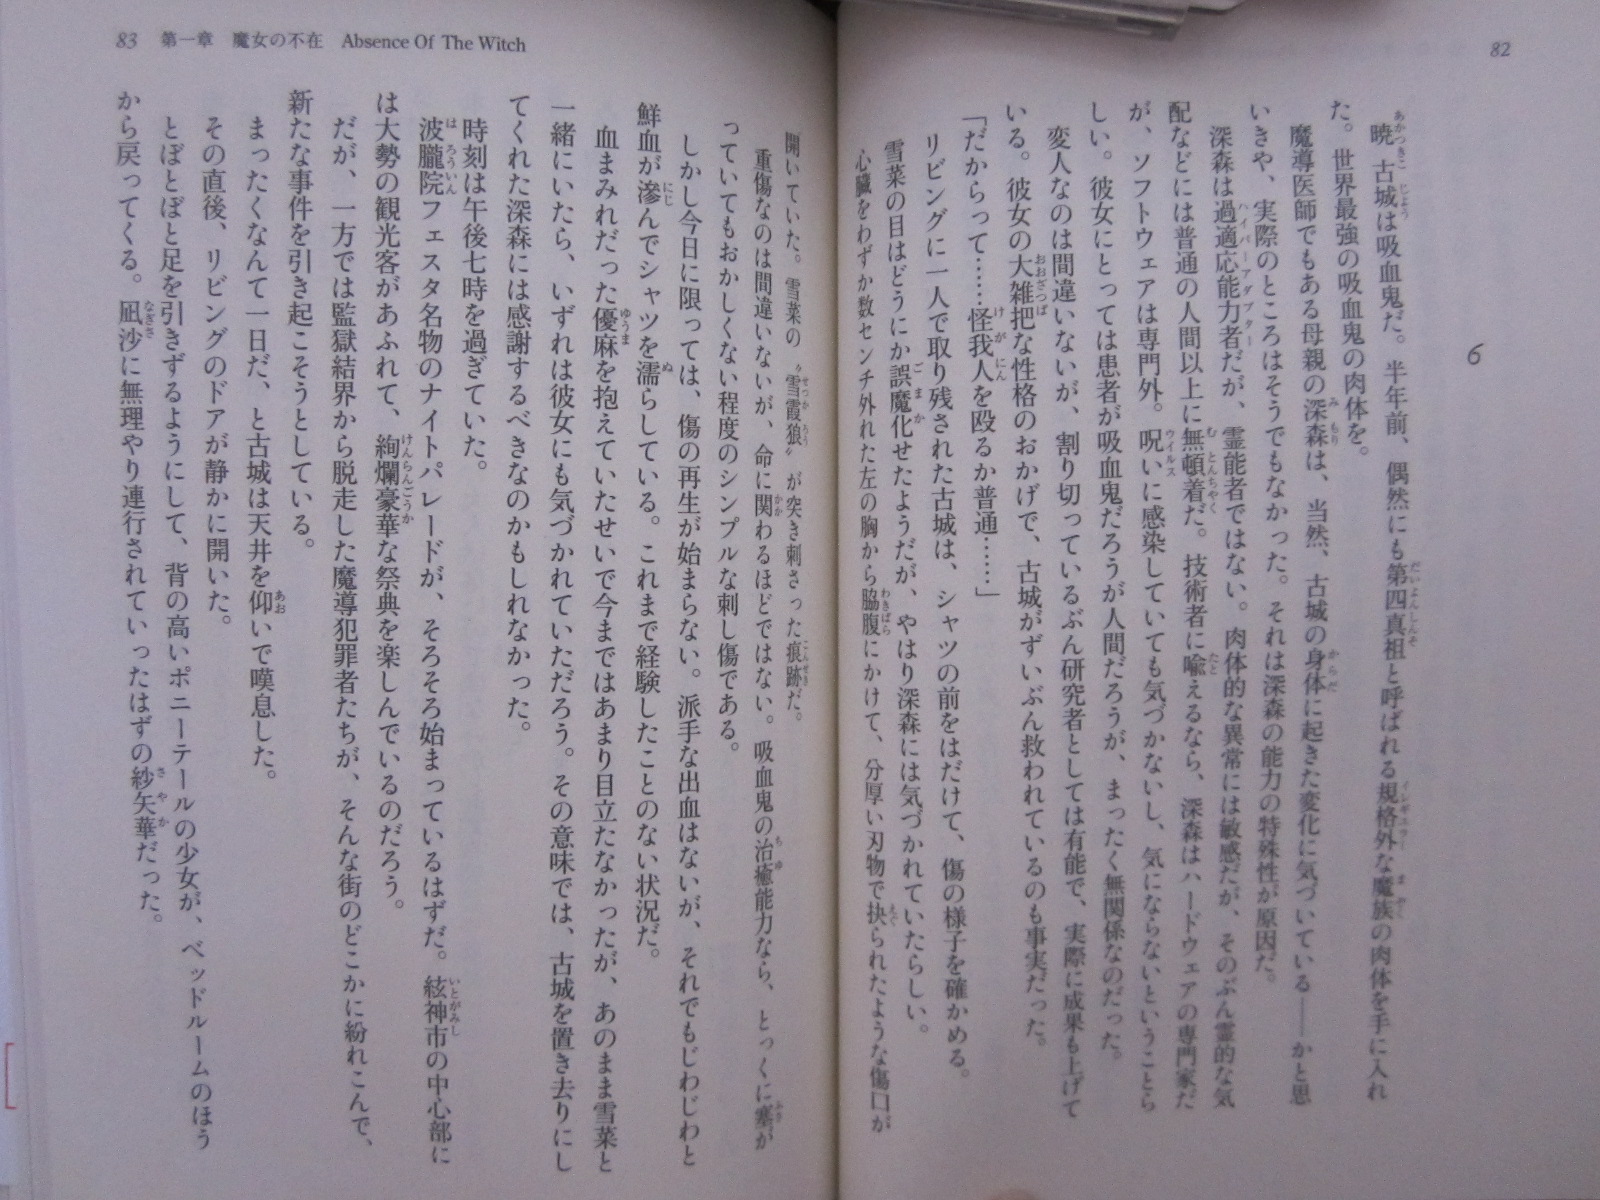 82
6
暁古城は吸血鬼だ。半年前、偶然にも第四真祖と呼ばれる規格外な魔族の肉体を手に入れ
た。世界最強の吸血鬼の肉体を。
魔導医師でもある母親の深森は、当然、古城の身体に起きた変化に気づいている――かと思
いきや、実際のところはそうでもなかった。それは深森の能力の特殊性が原因だ。
深森は過適応能力者だが、霊能者ではない。肉体的な異常には敏感だが、そのぶん霊的な気
配などには普通の人間以上に無頓着だ。技術者に喩えるなら、深森はハードウェアの専門家だ
が、ソフトウェアは専門外。呪いに感染していても気づかないし、気にならないということら
しい。彼女にとっては患者が吸血鬼だろうが人間だろうが、まったく無関係なのだった。
変人なのは間違いないが、割り切っているぶん研究者としては有能で、実際に成果も上げて
いる。彼女の大雑把な性格のおかげで、古城がずいぶん救われているのも事実だった。
「だからって……怪我人を殴るか普通……」
リビングに一人で取り残された古城は、シャツの前をはだけて、傷の様子を確かめる。
雪菜の目はどうにか誤魔化せたようだが、やはり深森には気づかれていたらしい。
心臓をわずか数センチ外れた左の胸から脇腹にかけて、分厚い刃物で抉られたような傷口が
開いていた。雪菜の〝雪霞狼〟が突き刺さった痕跡だ。
重傷なのは間違いないが、命に関わるほどではない。吸血鬼の治癒能力なら、とっくに塞が
っていてもおかしくない程度のシンプルな刺し傷である。
しかし今日に限っては、傷の再生が始まらない。派手な出血はないが、それでもじわじわと
鮮血が滲んでシャツを濡らしている。これまで経験したことのない状況だ。
血まみれだった優麻を抱えていたせいで今まではあまり目立たなかったが、あのまま雪菜と
一緒にいたら、いずれは彼女にも気づかれていただろう。その意味では、古城を置き去りにし
てくれた深森には感謝するべきなのかもしれなかった。
時刻は午後七時を過ぎていた。
波朧院フェスタ名物のナイトパレードが、そろそろ始まっているはずだ。絃神市の中心部に
は大勢の観光客があふれて、絢爛豪華な祭典を楽しんでいるのだろう。
だが、一方では監獄結界から脱走した魔導犯罪者たちが、そんな街のどこかに紛れこんで、
新たな事件を引き起こそうとしている。
まったくなんて一日だ、と古城は天井を仰いで嘆息した。
その直後、リビングのドアが静かに開いた。
とぼとぼと足を引きずるようにして、背の高いポニーテールの少女が、ベッドルームのほう
から戻ってくる。凪沙に無理やり連行されていったはずの紗矢華だった。
83 第一章 魔女の不在 Absence Of The Witch